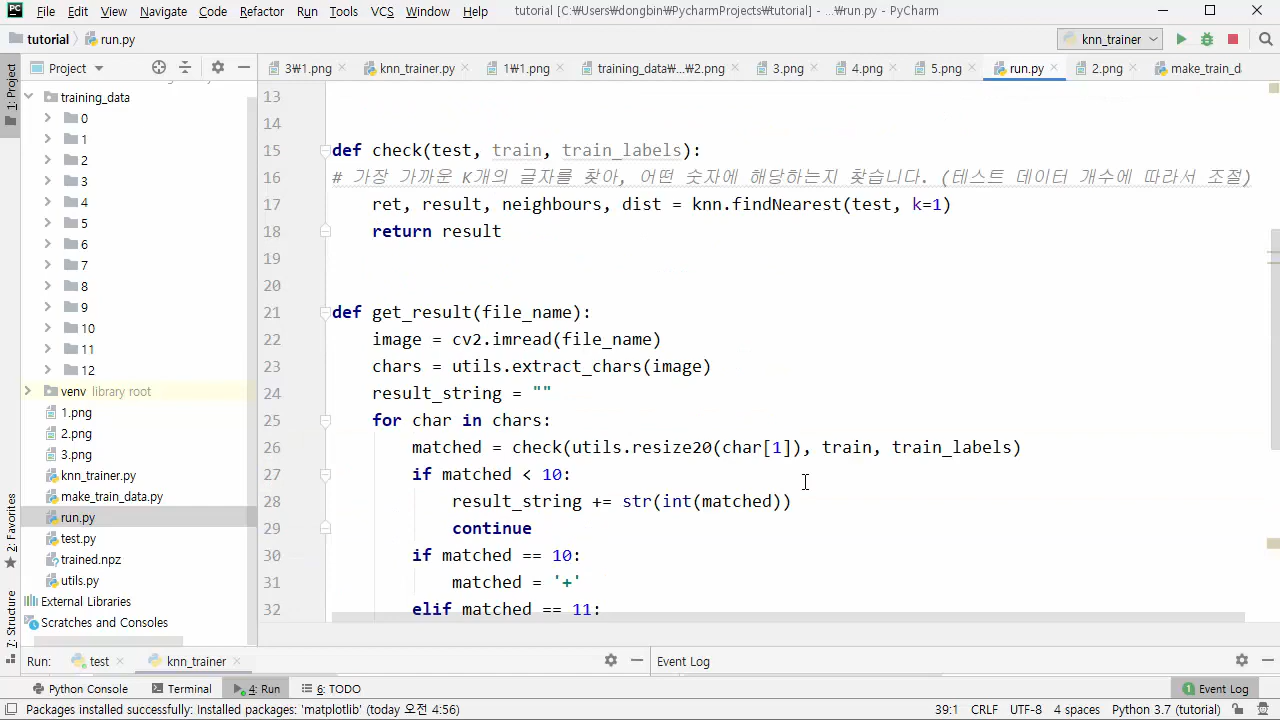 File Edit View Navigate Code Refactor Run Tools VCS Window Help tutorial [C:₩Users₩dongbin₩PycharmProjects₩tutorial] - ...₩run.py - PyCharm
tutorial run.py knn_trainer
1: Project
Project
3₩1.png knn_trainer.py 1₩1.png training_data₩...₩2.png 3.png 4.png 5.png run.py 2.png make_train_d
training_data
0
1
2
3
4
5
6
7
8
9
10
11
12
venv library root
1.png
2.png
3.png
knn_trainer.py
make_train_data.py
run.py
test.py
trained.npz
utils.py
External Libraries
Scratches and Consoles
2: Favorites
Z: Structure
13
14
15 def check(test, train, train_labels):
16 # 가장 가까운 K개의 글자를 찾아, 어떤 숫자에 해당하는지 찾습니다. (테스트 데이터 개수에 따라서 조절)
17 ret, result, neighbours, dist = knn.findNearest(test, k=1)
18 return result
19
20
21 def get_result(file_name):
22 image = cv2.imread(file_name)
23 chars = utils.extract_chars(image)
24 result_string = ""
25 for char in chars:
26 matched = check(utils.resize20(char[1]), train, train_labels)
27 if matched < 10:
28 result_string += str(int(matched))
29 continue
30 if matched == 10:
31 matched = '+'
32 elif matched == 11:
Run: test knn_trainer
Event Log
Python Console Terminal 4: Run 6: TODO 1 Event Log
Packages installed successfully: Installed packages: 'matplotlib' (today 오전 4:56) 39:1 CRLF UTF-8 4 spaces Python 3.7 (tutorial)